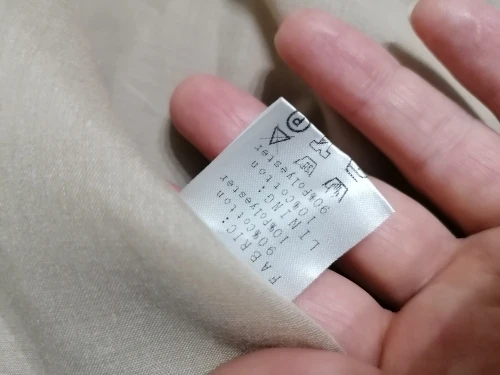 FABRIC:
90%cotton
10%Polyester
LINING:
10%cotton
90%Polyester
P